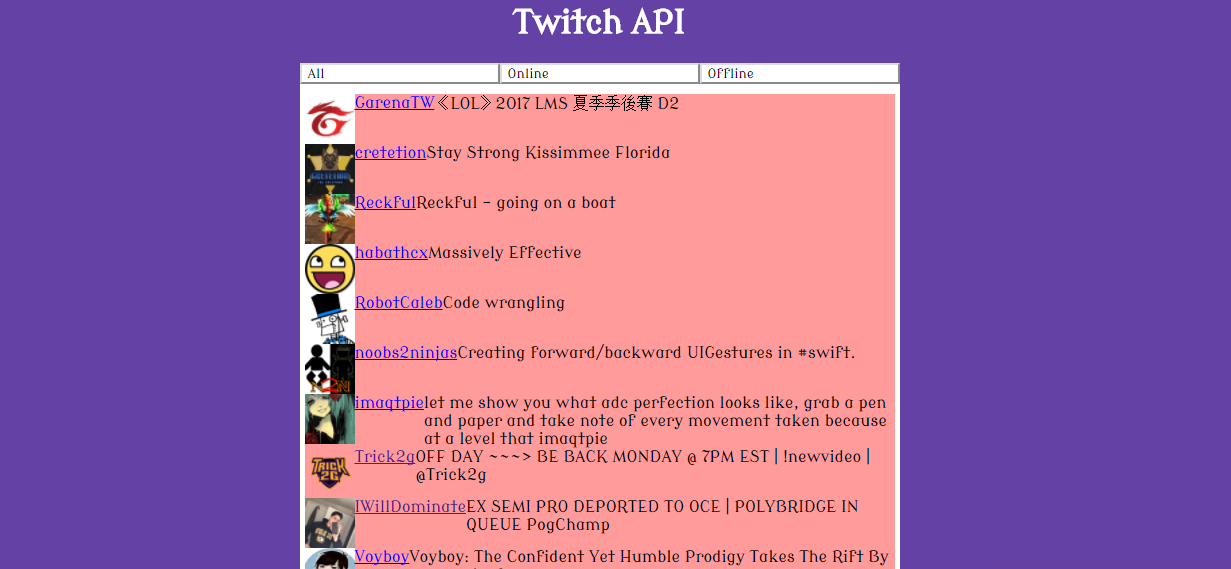 Twitch API
All
Online
Offline
GarenaTW《LOL》2017 LMS 夏季季後賽 D2
cretetionStay Strong Kissimmee Florida
ReckfulReckful - going on a boat
habathcxMassively Effective
RobotCalebCode wrangling
noobs2ninjasCreating forward/backward UIGestures in #swift.
N2N
imaqtpielet me show you what adc perfection looks like, grab a pen
and paper and take note of every movement taken because
at a level that imaqtpie
TRICK
2G
Trick2gOFF DAY ~~~> BE BACK MONDAY @ 7PM EST | !newvideo |
@Trick2g
IWillDominateEX SEMI PRO DEPORTED TO OCE | POLYBRIDGE IN
QUEUE PogChamp
VoyboyVoyboy: The Confident Yet Humble Prodigy Takes The Rift By